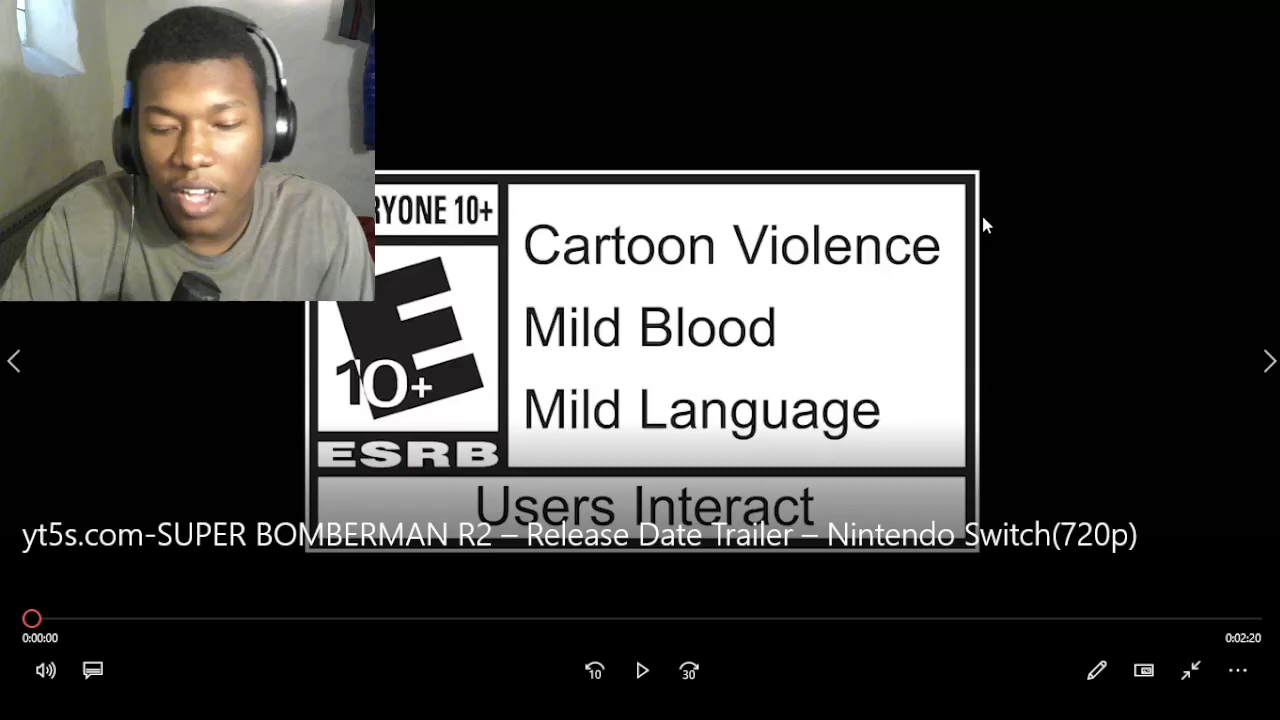 RYONE 10+
Cartoon Violence
Mild Blood
Mild Language
10+
ESRB
Users Interact
yt5s.com-SUPER BOMBERMAN R2 – Release Date Trailer – Nintendo Switch(720p)
0:00:00
0:02:20
10
30